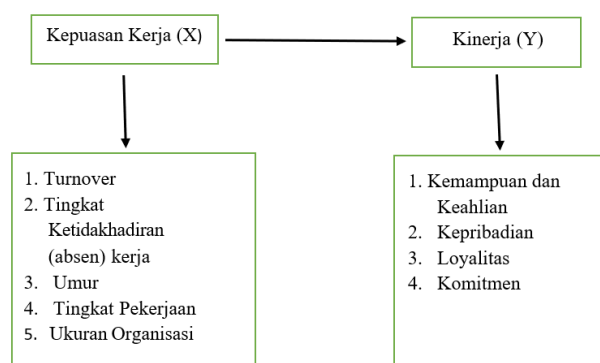 Kepuasan Kerja (X)
Kinerja (Y)
1. Turnover
2. Tingkat
Ketidakhadiran
(absen) kerja
3. Umur
4. Tingkat Pekerjaan
5. Ukuran Organisasi
1. Kemampuan dan
Keahlian
2. Kepribadian
3. Loyalitas
4. Komitmen